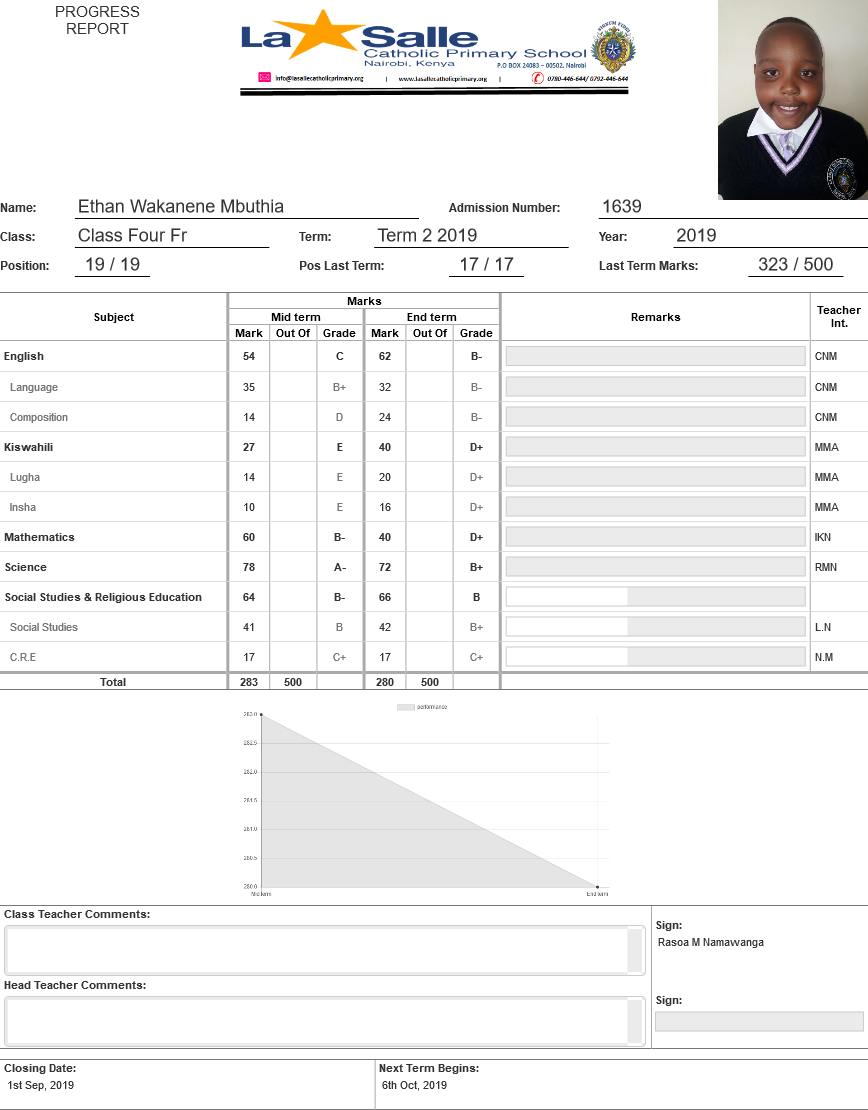 PROGRESS
REPORT
La Salle
Catholic Primary School
Nairobi, Kenya
P.O BOX 24083 – 00502, Nairobi
info@lasallecatholicprimary.org | www.lasallecatholicprimary.org | 0780-446-644/ 0792-446-644
Name: Ethan Wakanene Mbuthia Admission Number: 1639
Class: Class Four Fr Term: Term 2 2019 Year: 2019
Position: 19 / 19 Pos Last Term: 17 / 17 Last Term Marks: 323 / 500
Subject Marks Remarks Teacher Int.
Mid term End term
Mark Out Of Grade Mark Out Of Grade
English 54 C 62 B- CNM
Language 35 B+ 32 B- CNM
Composition 14 D 24 B- CNM
Kiswahili 27 E 40 D+ MMA
Lugha 14 E 20 D+ MMA
Insha 10 E 16 D+ MMA
Mathematics 60 B- 40 D+ IKN
Science 78 A- 72 B+ RMN
Social Studies & Religious Education 64 B- 66 B
Social Studies 41 B 42 B+ L.N
C.R.E 17 C+ 17 C+ N.M
Total 283 500 280 500
performance
283.0
282.5
282.0
281.5
281.0
280.5
280.0
Mid term End term
Class Teacher Comments:
Sign:
Rasoa M Namawanga
Head Teacher Comments:
Sign:
Closing Date: Next Term Begins:
1st Sep, 2019 6th Oct, 2019